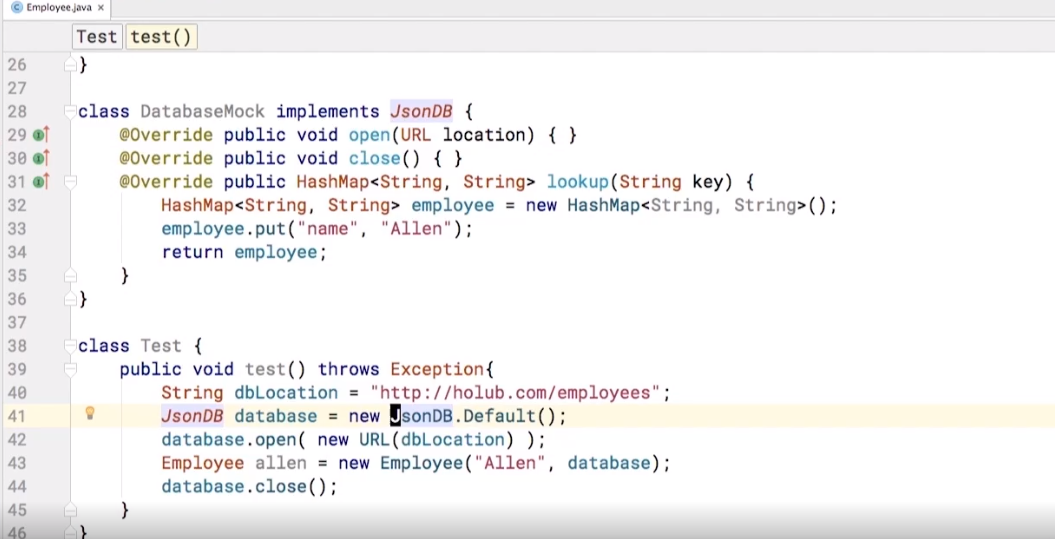 Employee.java ×
Test test()
26 }
27
28 class DatabaseMock implements JsonDB {
29 @Override public void open(URL location) { }
30 @Override public void close() { }
31 @Override public HashMap<String, String> lookup(String key) {
32 HashMap<String, String> employee = new HashMap<String, String>();
33 employee.put("name", "Allen");
34 return employee;
35 }
36 }
37
38 class Test {
39 public void test() throws Exception{
40 String dbLocation = "http://holub.com/employees";
41 JsonDB database = new JsonDB.Default();
42 database.open( new URL(dbLocation) );
43 Employee allen = new Employee("Allen", database);
44 database.close();
45 }
46 }